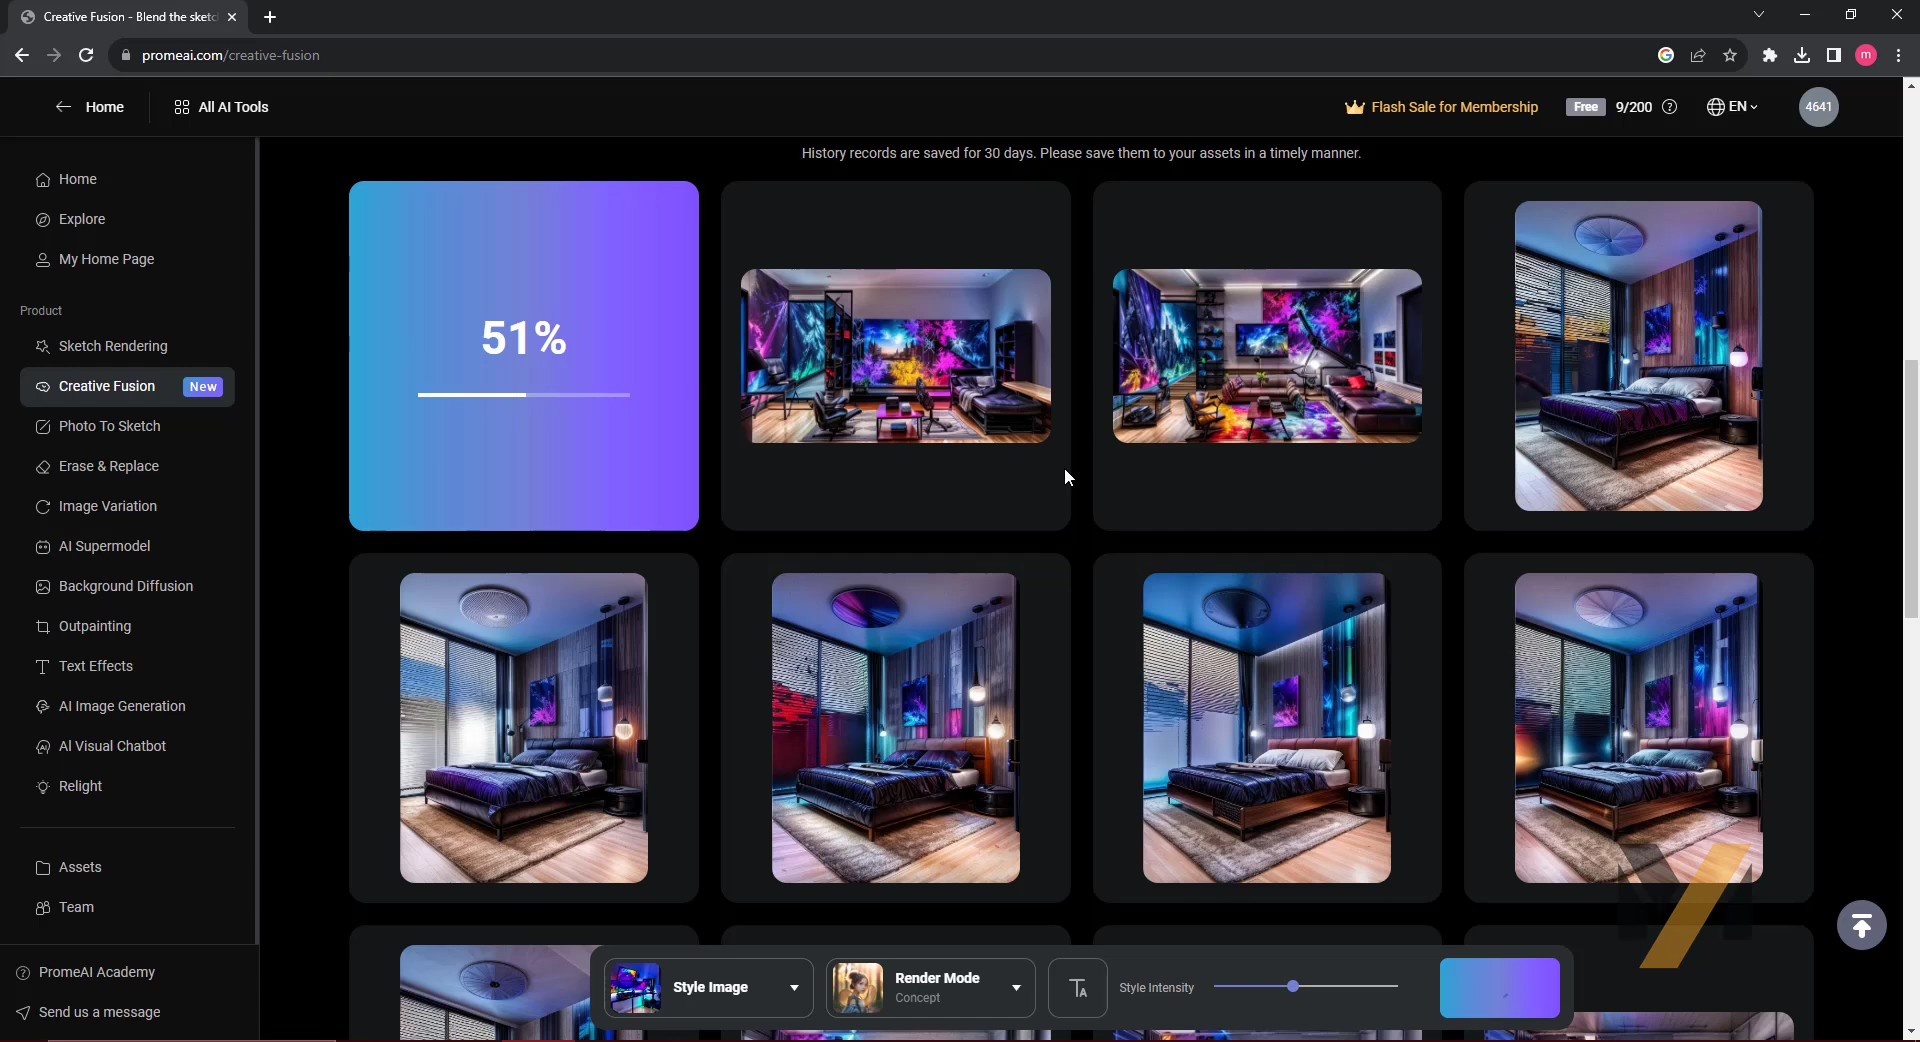 Creative Fusion - Blend the sketc
promeai.com/creative-fusion
m
Home
All AI Tools
Flash Sale for Membership
Free
9/200
EN
4641
Home
Explore
My Home Page
Product
Sketch Rendering
Creative Fusion
New
Photo To Sketch
Erase & Replace
Image Variation
AI Supermodel
Background Diffusion
Outpainting
Text Effects
AI Image Generation
AI Visual Chatbot
Relight
Assets
Team
PromeAI Academy
Send us a message
History records are saved for 30 days. Please save them to your assets in a timely manner.
51%
Style Image
Render Mode
Concept
Style Intensity